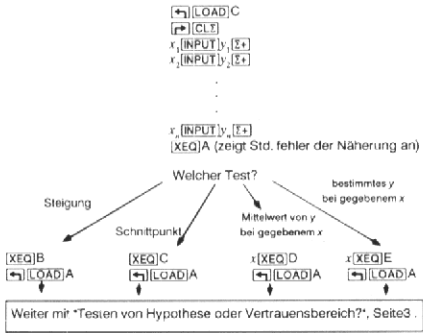 [↰][LOAD]C
[↱][CLΣ]
x₁[INPUT]y₁[Σ+]
x₂[INPUT]y₂[Σ+]
.
.
.
xₙ[INPUT]yₙ[Σ+]
[XEQ]A (zeigt Std. fehler der Näherung an)
Welcher Test?
Steigung
Schnittpunkt
Mittelwert von y
bei gegebenem x
bestimmtes y
bei gegebenem x
[XEQ]B [XEQ]C x[XEQ]D x[XEQ]E
[↰][LOAD]A [↰][LOAD]A [↰][LOAD]A [↰][LOAD]A
Weiter mit "Testen von Hypothese oder Vertrauensbereich?", Seite3 .